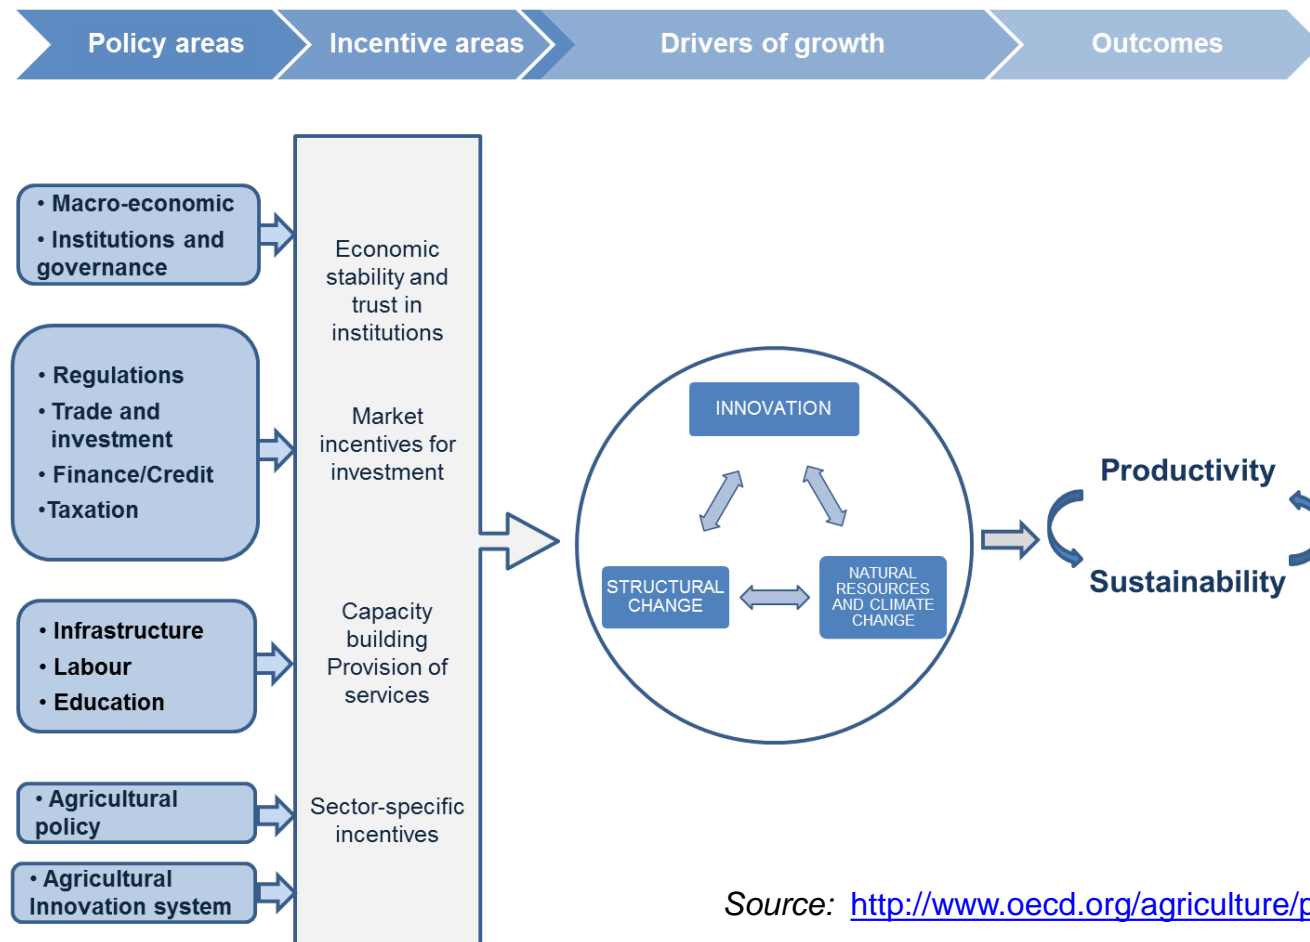 Policy areas
Incentive areas
Drivers of growth
Outcomes
• Macro-economic
• Institutions and
governance
• Regulations
• Trade and
investment
• Finance/Credit
•Taxation
• Infrastructure
• Labour
• Education
• Agricultural
policy
• Agricultural
Innovation system
Economic
stability and
trust in
institutions
Market
incentives for
investment
Capacity
building
Provision of
services
Sector-specific
incentives
INNOVATION
STRUCTURAL
CHANGE
NATURAL
RESOURCES
AND CLIMATE
CHANGE
Productivity
Sustainability
Source: http://www.oecd.org/agriculture/p